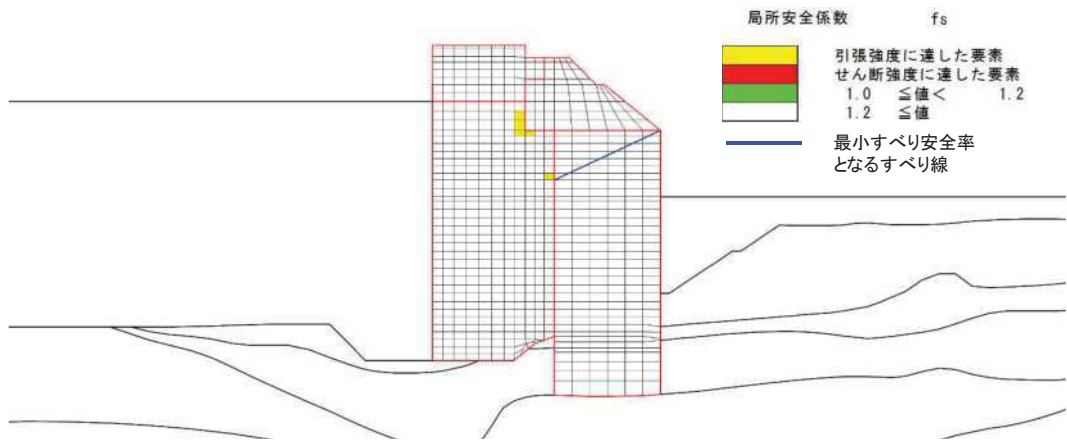 局所安全係数 fs
引張強度に達した要素
せん断強度に達した要素
1.0 ≦値< 1.2
1.2 ≦値
最小すべり安全率
となるすべり線